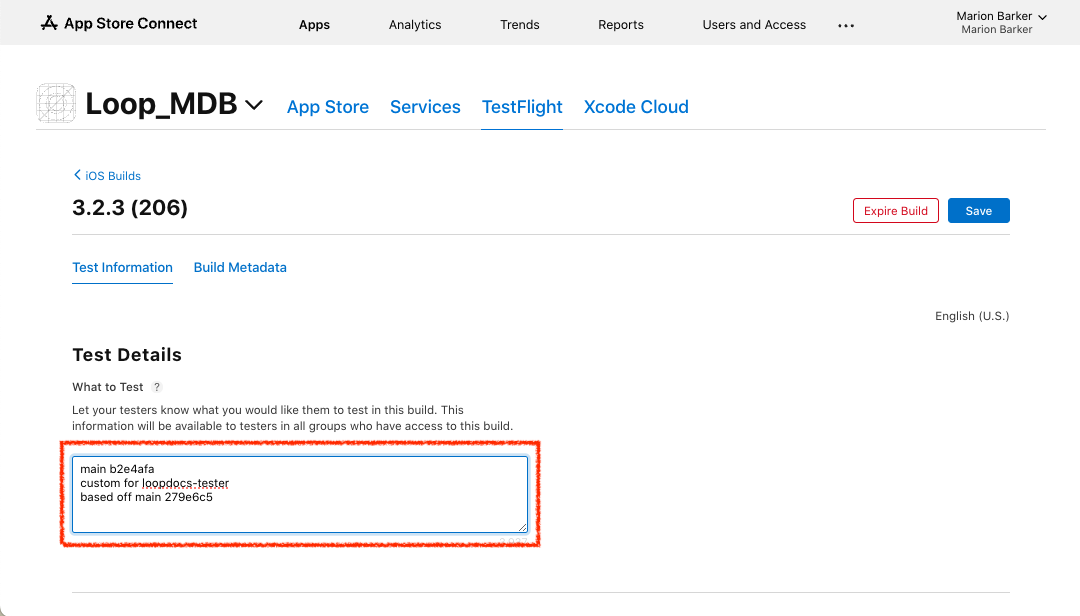 App Store Connect
Apps Analytics Trends Reports Users and Access ...
Marion Barker
Marion Barker
Loop_MDB
App Store Services TestFlight Xcode Cloud
iOS Builds
3.2.3 (206)
Expire Build Save
Test Information Build Metadata
English (U.S.)
Test Details
What to Test ?
Let your testers know what you would like them to test in this build. This
information will be available to testers in all groups who have access to this build.
main b2e4afa
custom for loopdocs-tester
based off main 279e6c5